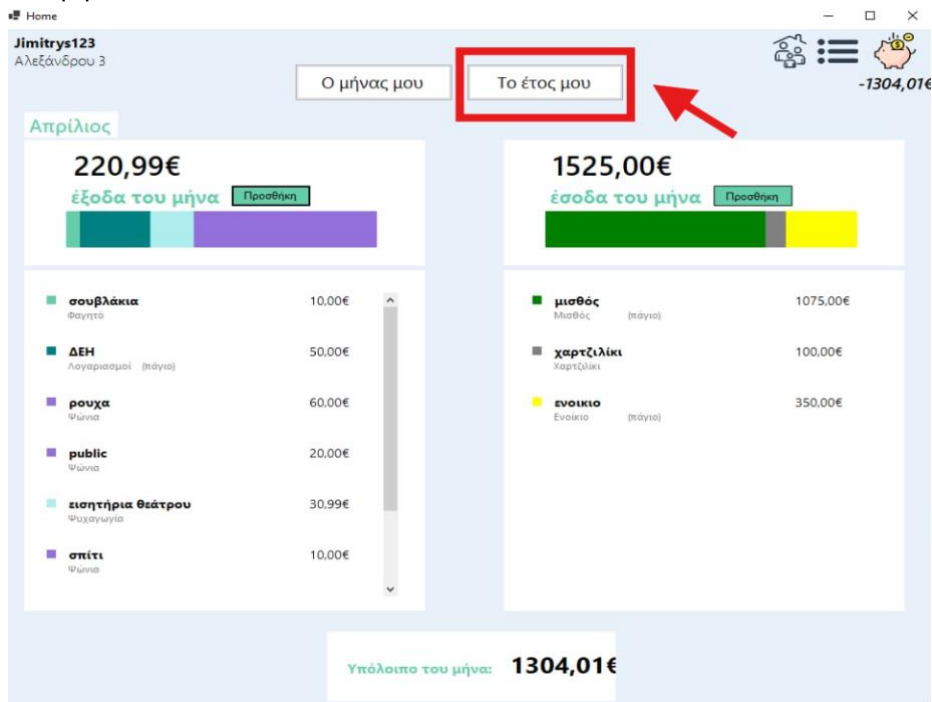 Home
Jimitrys123
Αλεξάνδρου 3
Ο μήνας μου
Το έτος μου
-1304,01€
Απρίλιος
220,99€
έξοδα του μήνα
Προσθήκη
1525,00€
έσοδα του μήνα
Προσθήκη
σουβλάκια 10,00€
Φαγητό
ΔΕΗ 50,00€
Λογαριασμοί (πάγιο)
ρουχα 60,00€
Ψώνια
public 20,00€
Ψώνια
εισητήρια θεάτρου 30,99€
Ψυχαγωγία
σπίτι 10,00€
Ψώνια
μισθός 1075,00€
Μισθός (πάγιο)
χαρτζιλίκι 100,00€
Χαρτζιλίκι
ενοικιο 350,00€
Ενοίκιο (πάγιο)
Υπόλοιπο του μήνα: 1304,01€